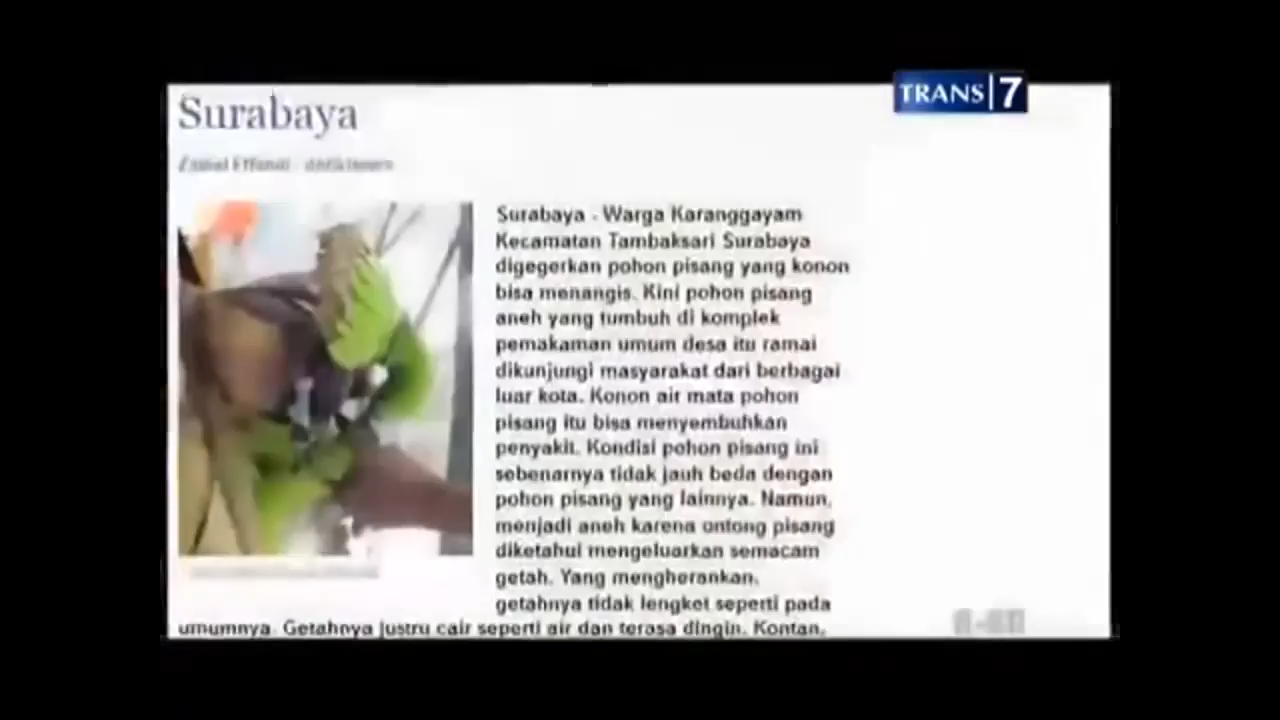 TRANS|7
Surabaya
Surabaya - Warga Karanggayam
Kecamatan Tambaksari Surabaya
digegerkan pohon pisang yang konon
bisa menangis. Kini pohon pisang
aneh yang tumbuh di komplek
pemakaman umum desa itu ramai
dikunjungi masyarakat dari berbagai
luar kota. Konon air mata pohon
pisang itu bisa menyembuhkan
penyakit. Kondisi pohon pisang ini
sebenarnya tidak jauh beda dengan
pohon pisang yang lainnya. Namun,
menjadi aneh karena ontong pisang
diketahui mengeluarkan semacam
getah. Yang mengherankan,
getahnya tidak lengket seperti pada
umumnya. Getahnya justru cair seperti air dan terasa dingin. Kontan,